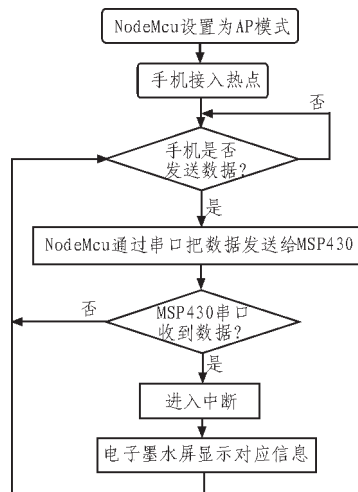 NodeMcu设置为AP模式
手机接入热点
否
手机是否
发送数据?
是
NodeMcu通过串口把数据发送给MSP430
否
MSP430串口
收到数据?
是
进入中断
电子墨水屏显示对应信息